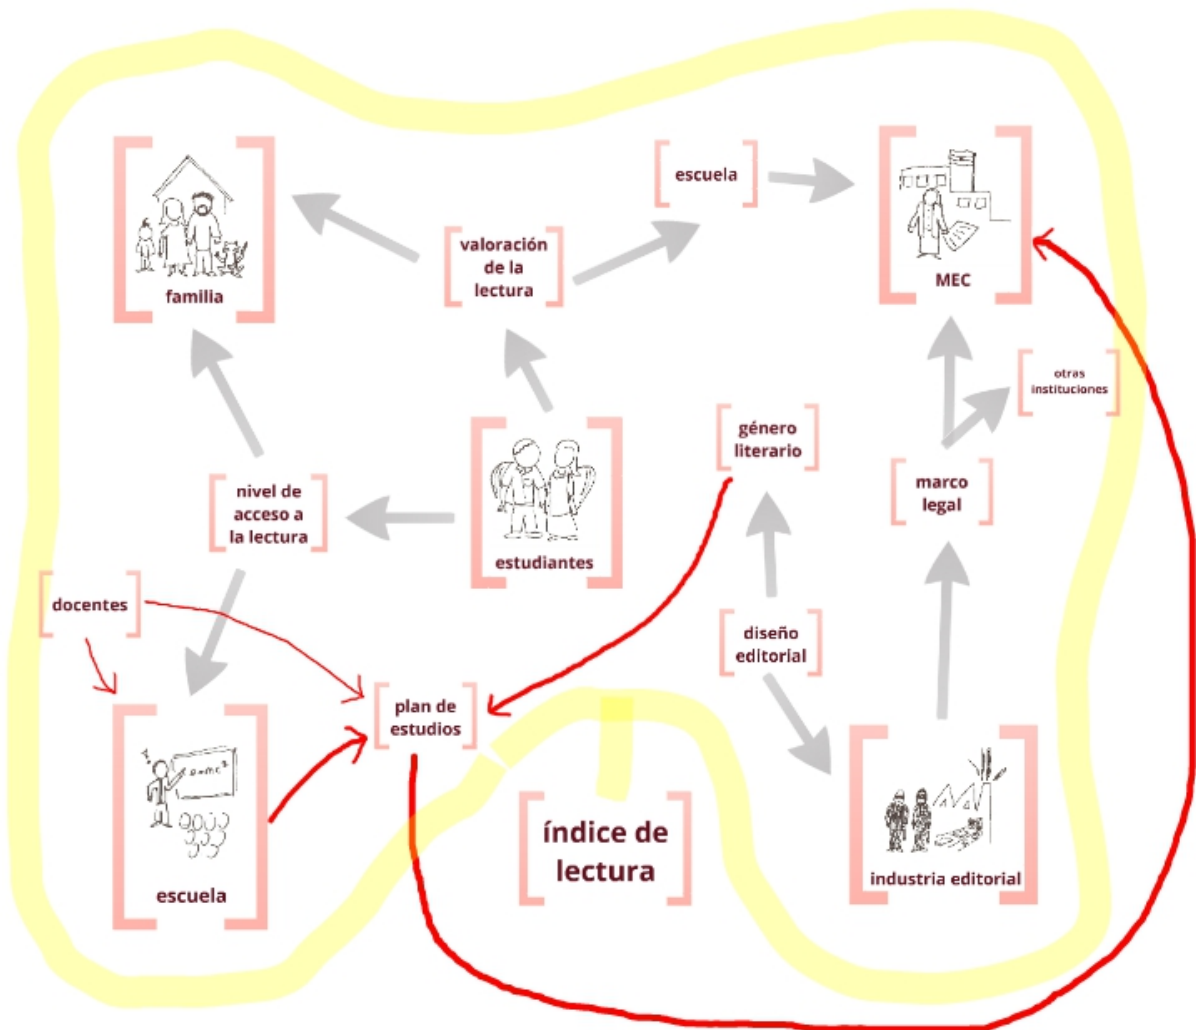 escuela
valoración
de la
lectura
familia
MEC
otras
instituciones
género
literario
marco
legal
nivel de
acceso a
la lectura
estudiantes
docentes
diseño
editorial
plan de
estudios
e=mc²
índice de
lectura
escuela
industria editorial